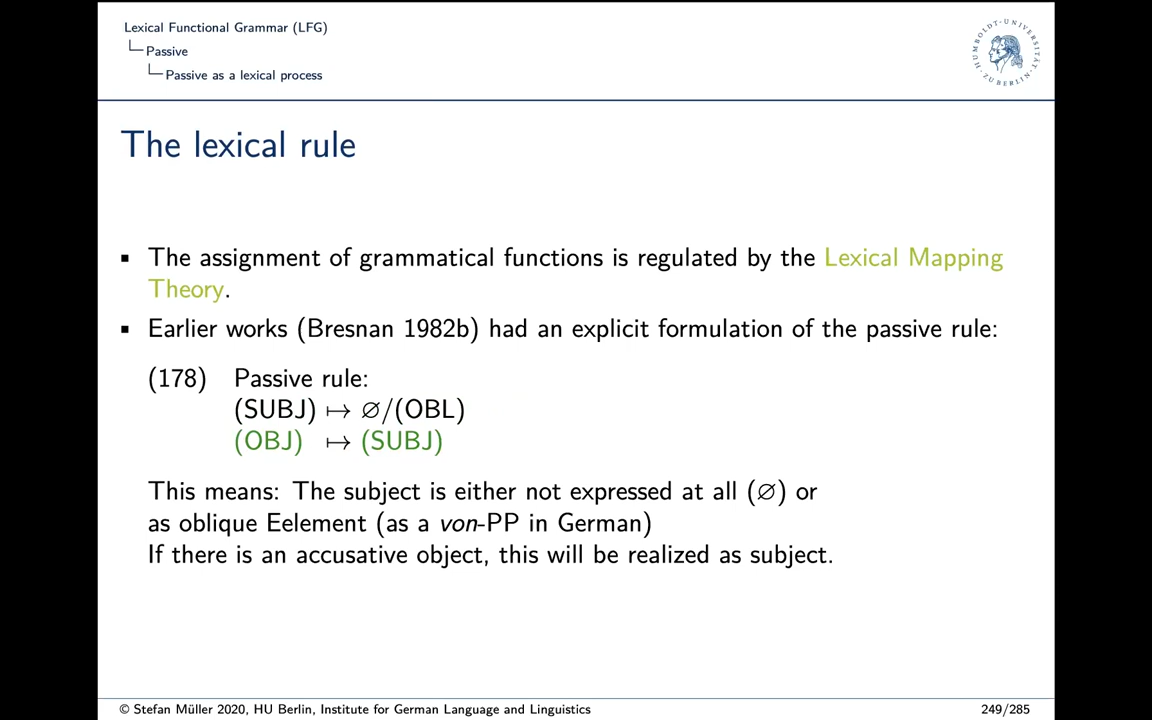 Lexical Functional Grammar (LFG)
Passive
Passive as a lexical process
HUMBOLDT-UNIVERSITÄT ZU BERLIN
The lexical rule
▪ The assignment of grammatical functions is regulated by the Lexical Mapping
Theory.
▪ Earlier works (Bresnan 1982b) had an explicit formulation of the passive rule:
(178) Passive rule:
(SUBJ) ↦ ∅/(OBL)
(OBJ) ↦ (SUBJ)
This means: The subject is either not expressed at all (∅) or
as oblique Eelement (as a von-PP in German)
If there is an accusative object, this will be realized as subject.
© Stefan Müller 2020, HU Berlin, Institute for German Language and Linguistics 249/285